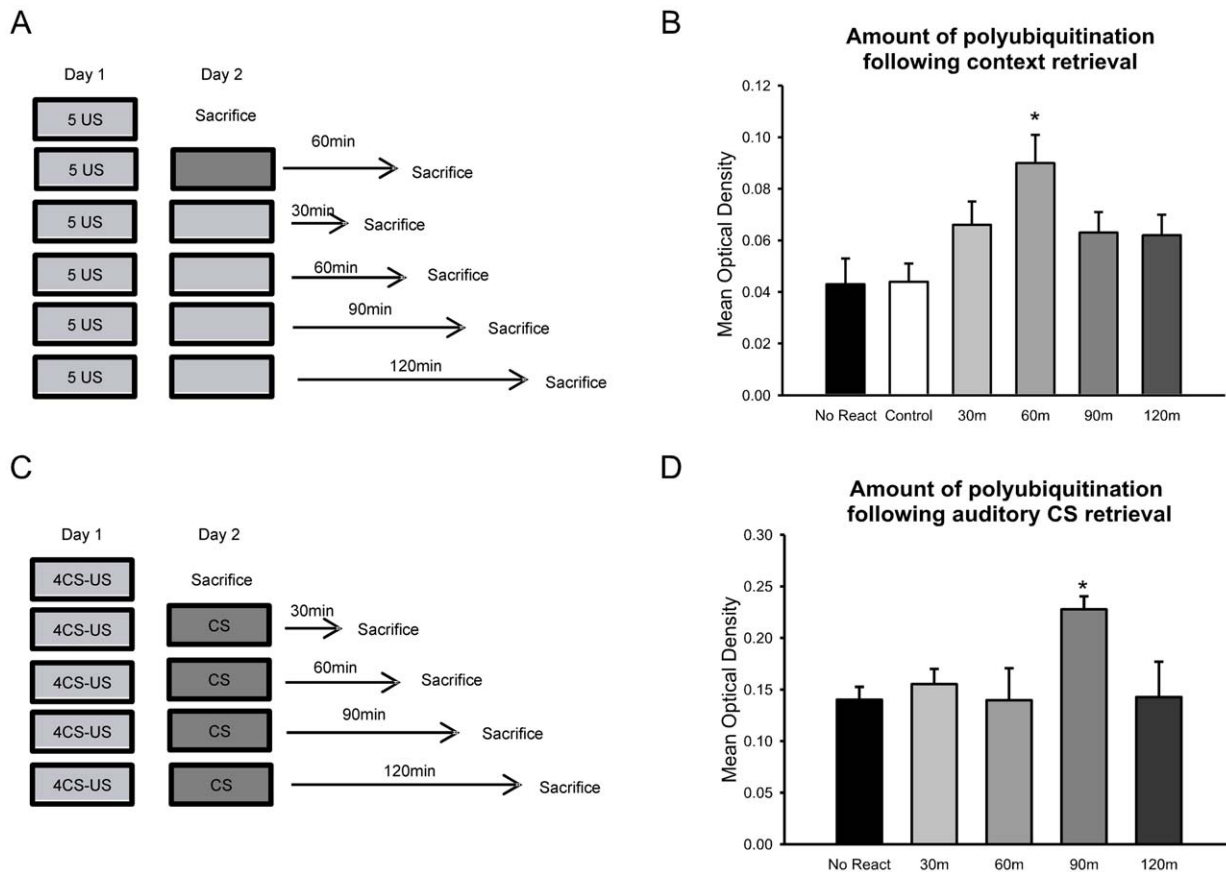 A
Day 1 Day 2
5 US Sacrifice
5 US 60min Sacrifice
5 US 30min Sacrifice
5 US 60min Sacrifice
5 US 90min Sacrifice
5 US 120min Sacrifice
B
Amount of polyubiquitination
following context retrieval
Mean Optical Density
0.12
0.10
0.08
0.06
0.04
0.02
0.00
*
No React Control 30m 60m 90m 120m
C
Day 1 Day 2
4CS-US Sacrifice
4CS-US CS 30min Sacrifice
4CS-US CS 60min Sacrifice
4CS-US CS 90min Sacrifice
4CS-US CS 120min Sacrifice
D
Amount of polyubiquitination
following auditory CS retrieval
Mean Optical Density
0.30
0.25
0.20
0.15
0.10
0.05
0.00
*
No React 30m 60m 90m 120m